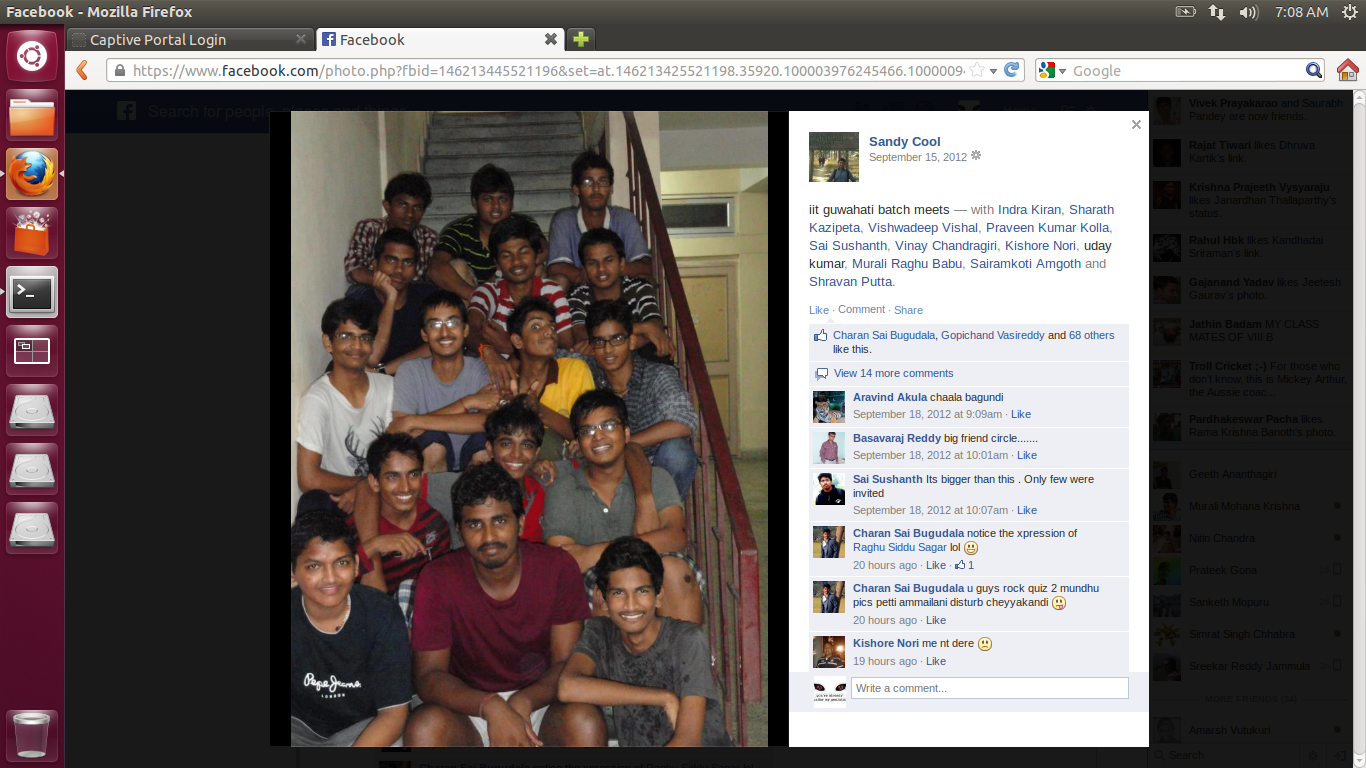 Facebook - Mozilla Firefox
7:08 AM
Captive Portal Login
Facebook
https://www.facebook.com/photo.php?fbid=146213445521196&set=at.146213425521198.35920.100003976245466.1000009
Google
Search for people, places and things
Sandy Cool
September 15, 2012
iit guwahati batch meets — with Indra Kiran, Sharath
Kazipeta, Vishwadeep Vishal, Praveen Kumar Kolla,
Sai Sushanth, Vinay Chandragiri, Kishore Nori, uday
kumar, Murali Raghu Babu, Sairamkoti Amgoth and
Shravan Putta.
Like · Comment · Share
Charan Sai Bugudala, Gopichand Vasireddy and 68 others
like this.
View 14 more comments
Aravind Akula chaala bagundi
September 18, 2012 at 9:09am · Like
Basavaraj Reddy big friend circle.......
September 18, 2012 at 10:01am · Like
Sai Sushanth Its bigger than this . Only few were
invited
September 18, 2012 at 10:07am · Like
Charan Sai Bugudala notice the xpression of
Raghu Siddu Sagar lol
20 hours ago · Like · 1
Charan Sai Bugudala u guys rock quiz 2 mundhu
pics petti ammailani disturb cheyyakandi
20 hours ago · Like
Kishore Nori me nt dere
19 hours ago · Like
Write a comment...
Pepe Jeans
LONDON
Vivek Prayakarao and Saurabh
Pandey are now friends.
Rajat Tiwari likes Dhruva
Kartik's link.
Krishna Prajeeth Vysyaraju
likes Janardhan Thallaparthy's
status.
Rahul Hbk likes Kandhadai
Sriraman's link.
Gajanand Yadav likes Jeetesh
Gaurav's photo.
Jathin Badam MY CLASS
MATES OF VIII B
Troll Cricket ;-) For those who
don't know, this is Mickey Arthur,
the Aussie coac...
Pardhakeswar Pacha likes
Rama Krishna Banoth's photo.
Geeth Ananthagiri
Murali Mohana Krishna
Nitin Chandra
Prateek Gona
Sanketh Mopuru
Simrat Singh Chhabra
Sreekar Reddy Jammula
MORE FRIENDS
Amarsh Vutukuri
Search